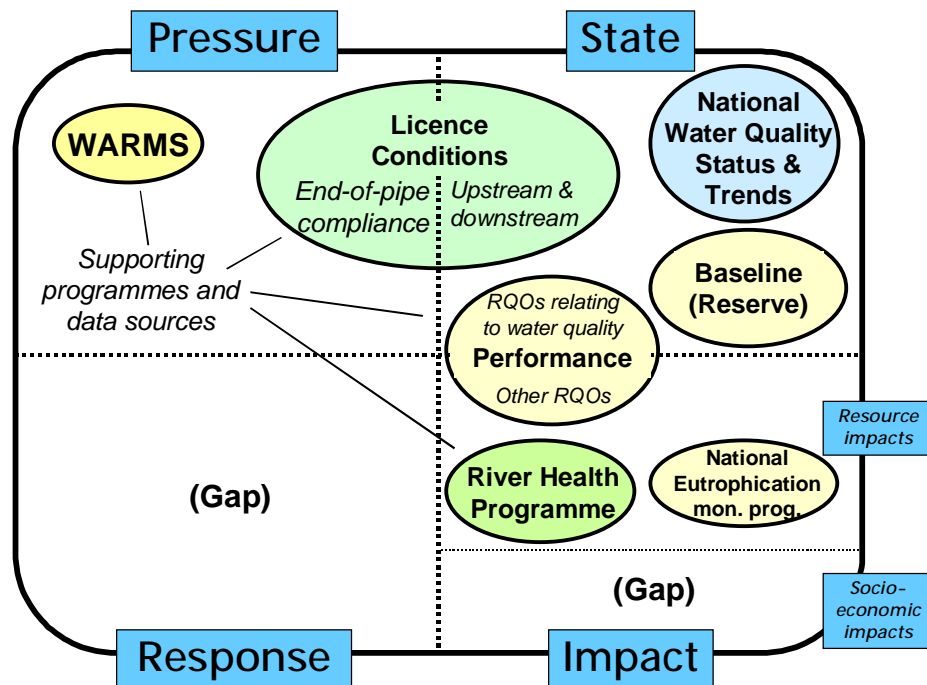 Pressure
State
WARMS
Licence
Conditions
End-of-pipe
compliance
Upstream &
downstream
National
Water Quality
Status &
Trends
Supporting
programmes and
data sources
Baseline
(Reserve)
RQOs relating
to water quality
Performance
Other RQOs
Resource
impacts
(Gap)
River Health
Programme
National
Eutrophication
mon. prog.
(Gap)
Socio-
economic
impacts
Response
Impact